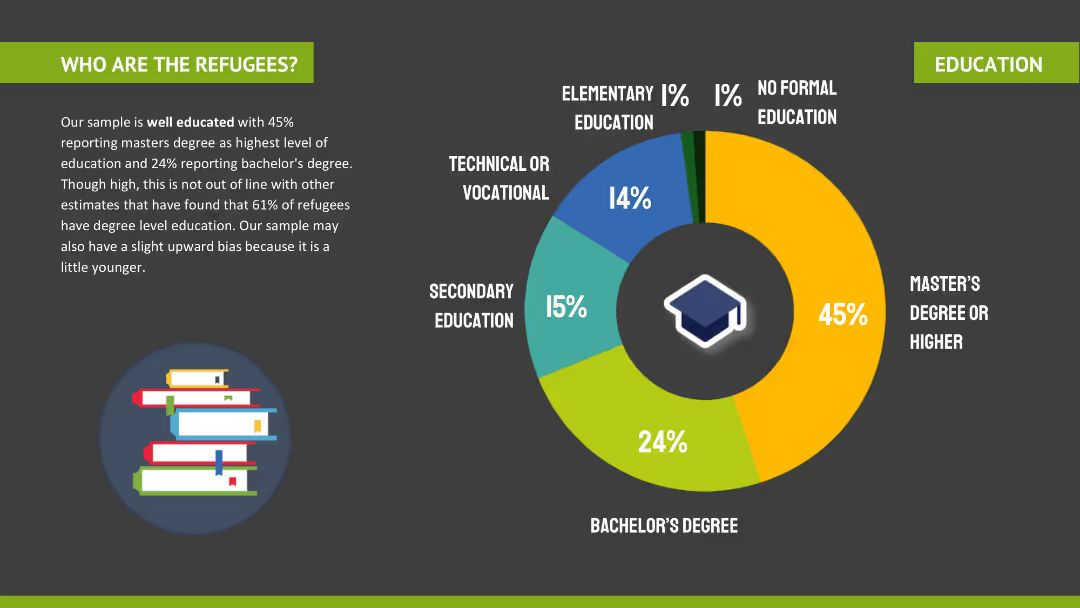 WHO ARE THE REFUGEES?
EDUCATION
Our sample is well educated with 45%
reporting masters degree as highest level of
education and 24% reporting bachelor's degree.
Though high, this is not out of line with other
estimates that have found that 61% of refugees
have degree level education. Our sample may
also have a slight upward bias because it is a
little younger.
ELEMENTARY
EDUCATION
1%
1%
NO FORMAL
EDUCATION
TECHNICAL OR
VOCATIONAL
14%
SECONDARY
EDUCATION
15%
45%
MASTER'S
DEGREE OR
HIGHER
24%
BACHELOR'S DEGREE